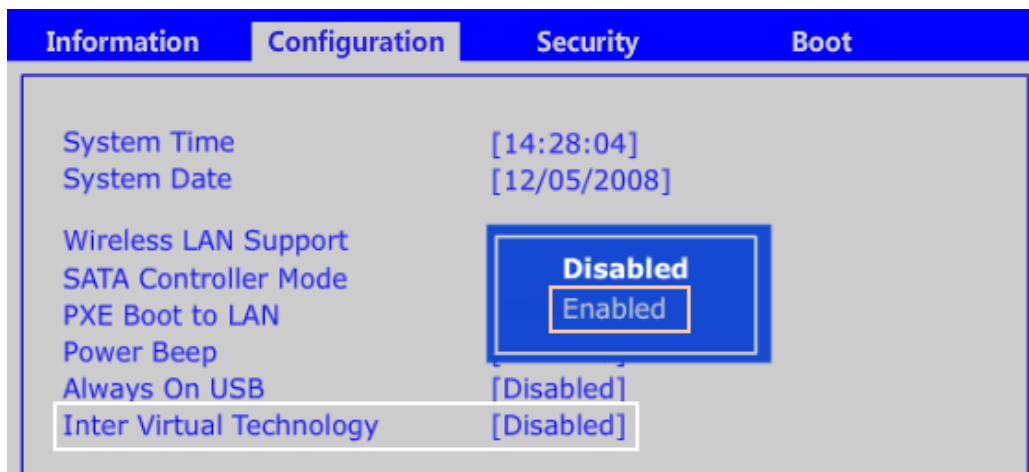 Information Configuration Security Boot
System Time [14:28:04]
System Date [12/05/2008]
Wireless LAN Support
SATA Controller Mode Disabled
PXE Boot to LAN Enabled
Power Beep
Always On USB [Disabled]
Inter Virtual Technology [Disabled]